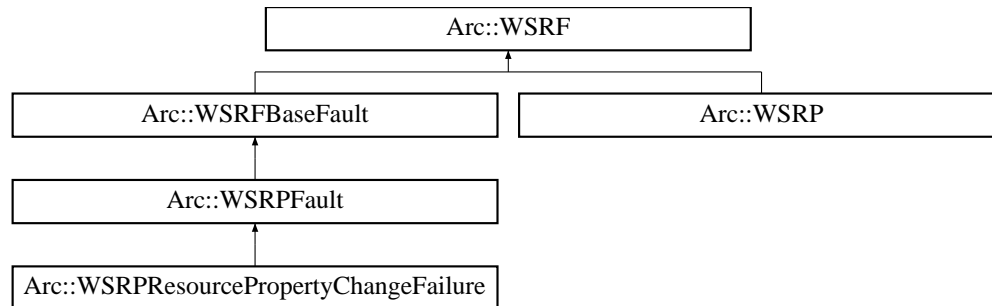 Arc::WSRF
Arc::WSRFBaseFault
Arc::WSRP
Arc::WSRPFault
Arc::WSRPResourcePropertyChangeFailure